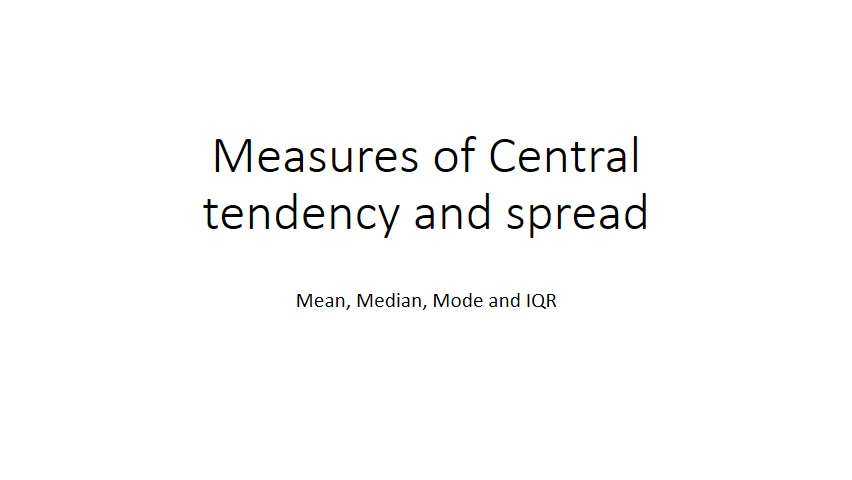 Measures of Central
tendency and spread
Mean, Median, Mode and IQR